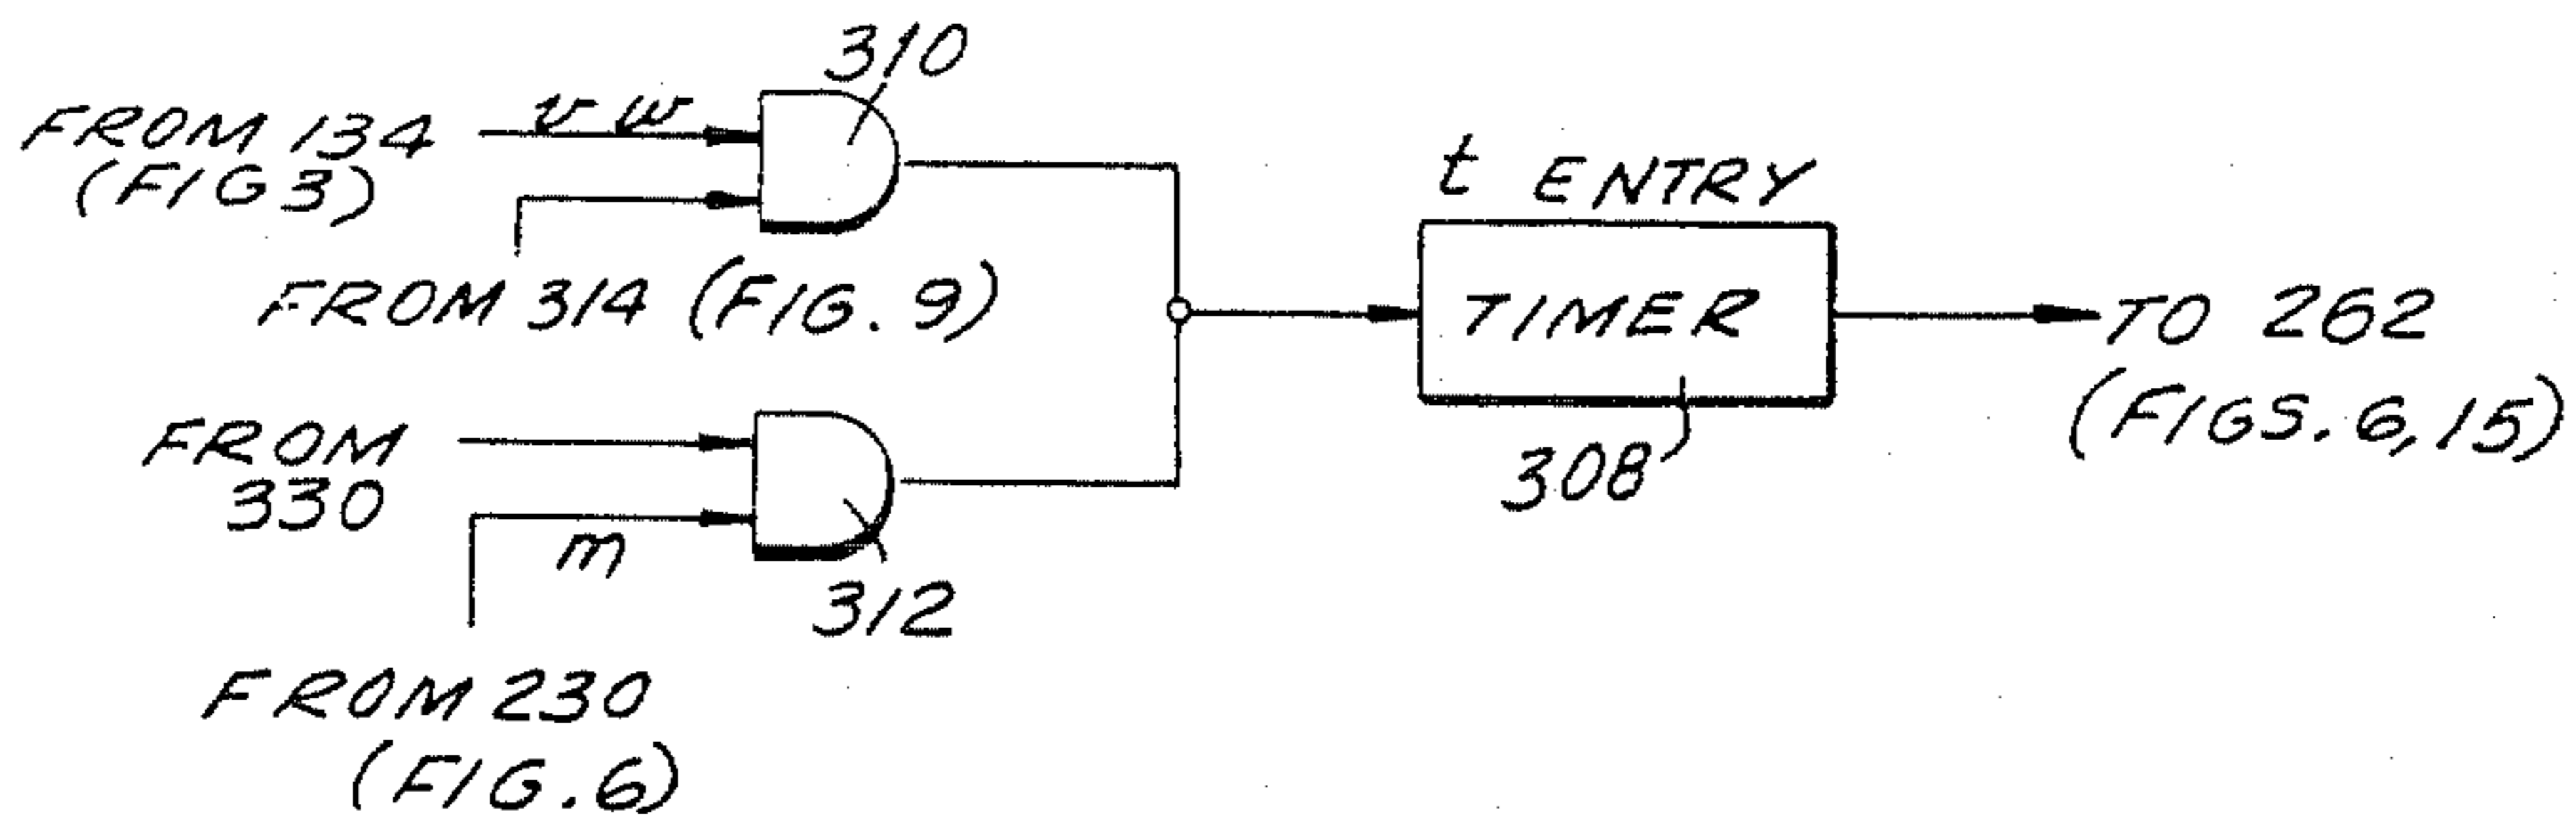 310
FROM 134
(FIG 3)
v w
FROM 314 (FIG. 9)
t ENTRY
TIMER
308
TO 262
(FIGS. 6, 15)
FROM
330
m
312
FROM 230
(FIG. 6)